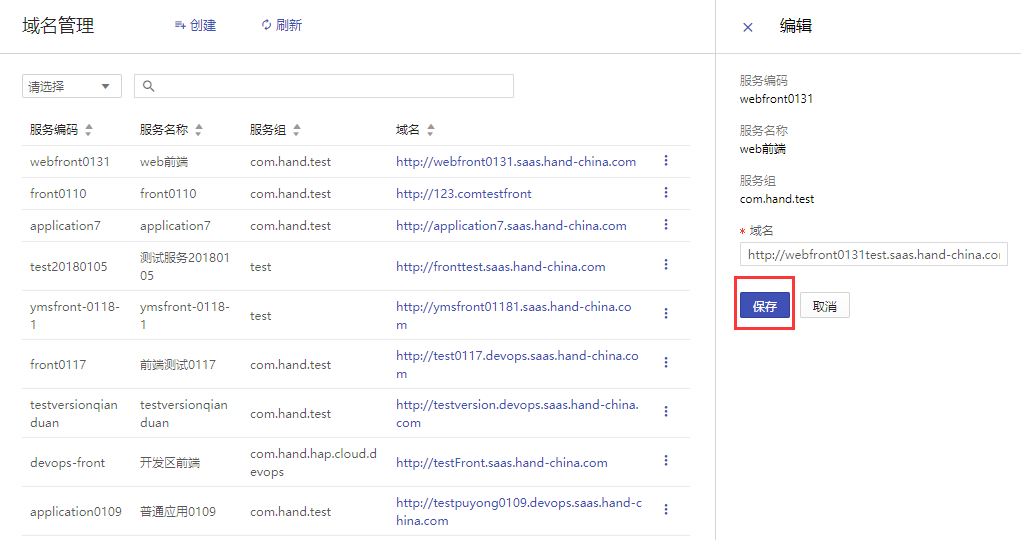 域名管理 创建 刷新
请选择
服务编码 服务名称 服务组 域名
webfront0131 web前端 com.hand.test http://webfront0131.saas.hand-china.com
front0110 front0110 com.hand.test http://123.comtestfront
application7 application7 com.hand.test http://application7.saas.hand-china.com
test20180105 测试服务20180105 test http://fronttest.saas.hand-china.com
ymsfront-0118-1 ymsfront-0118-1 test http://ymsfront01181.saas.hand-china.com
front0117 前端测试0117 com.hand.test http://test0117.devops.saas.hand-china.com
testversionqianduan testversionqianduan com.hand.test http://testversion.devops.saas.hand-china.com
devops-front 开发区前端 com.hand.hap.cloud.devops http://testFront.saas.hand-china.com
application0109 普通应用0109 com.hand.test http://testpuyong0109.devops.saas.hand-china.com
编辑
服务编码
webfront0131
服务名称
web前端
服务组
com.hand.test
* 域名
http://webfront0131test.saas.hand-china.co
保存 取消